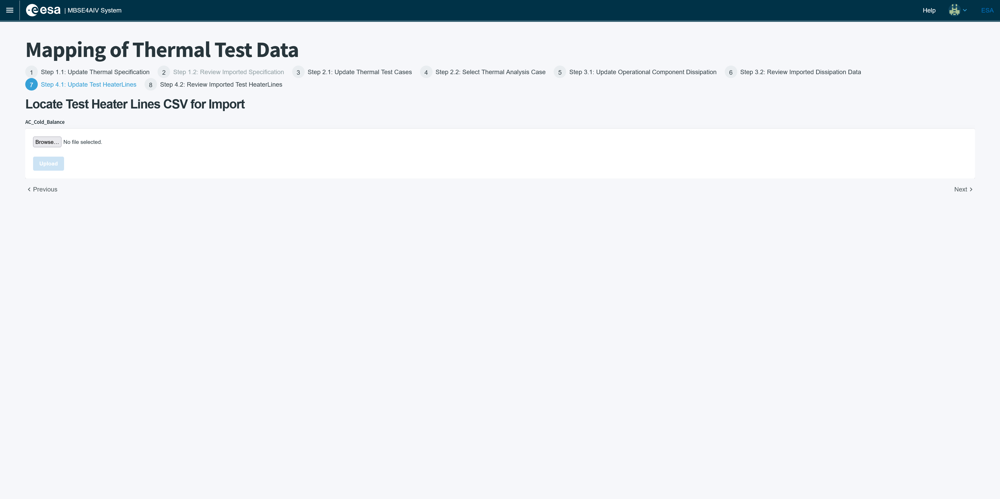 esa | MBSE4AIV System Help ESA
Mapping of Thermal Test Data
1 Step 1.1: Update Thermal Specification 2 Step 1.2: Review Imported Specification 3 Step 2.1: Update Thermal Test Cases 4 Step 2.2: Select Thermal Analysis Case 5 Step 3.1: Update Operational Component Dissipation 6 Step 3.2: Review Imported Dissipation Data
7 Step 4.1: Update Test HeaterLines 8 Step 4.2: Review Imported Test HeaterLines
Locate Test Heater Lines CSV for Import
AC_Cold_Balance
Browse... No file selected.
Upload
Previous Next